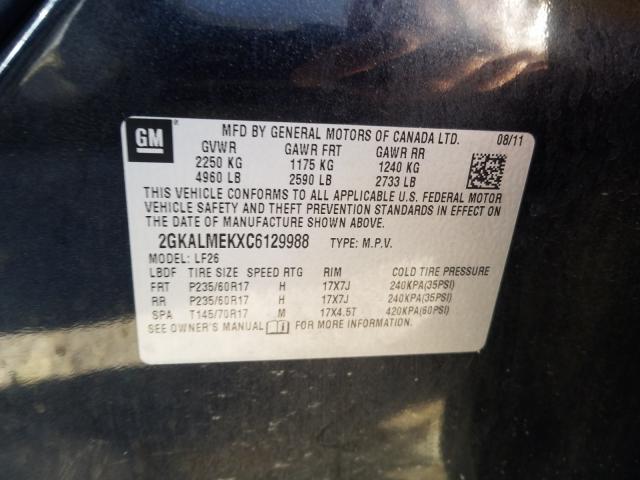 GM ®
MFD BY GENERAL MOTORS OF CANADA LTD. 08/11
GVWR GAWR FRT GAWR RR
2250 KG 1175 KG 1240 KG
4960 LB 2590 LB 2733 LB
THIS VEHICLE CONFORMS TO ALL APPLICABLE U.S. FEDERAL MOTOR
VEHICLE SAFETY AND THEFT PREVENTION STANDARDS IN EFFECT ON
THE DATE OF MANUFACTURE SHOWN ABOVE.
2GKALMEKXC6129988 TYPE: M.P.V.
MODEL: LF26
LBDF TIRE SIZE SPEED RTG RIM COLD TIRE PRESSURE
FRT P235/60R17 H 17X7J 240KPA(35PSI)
RR P235/60R17 H 17X7J 240KPA(35PSI)
SPA T145/70R17 M 17X4.5T 420KPA(60PSI)
SEE OWNER'S MANUAL FOR MORE INFORMATION.